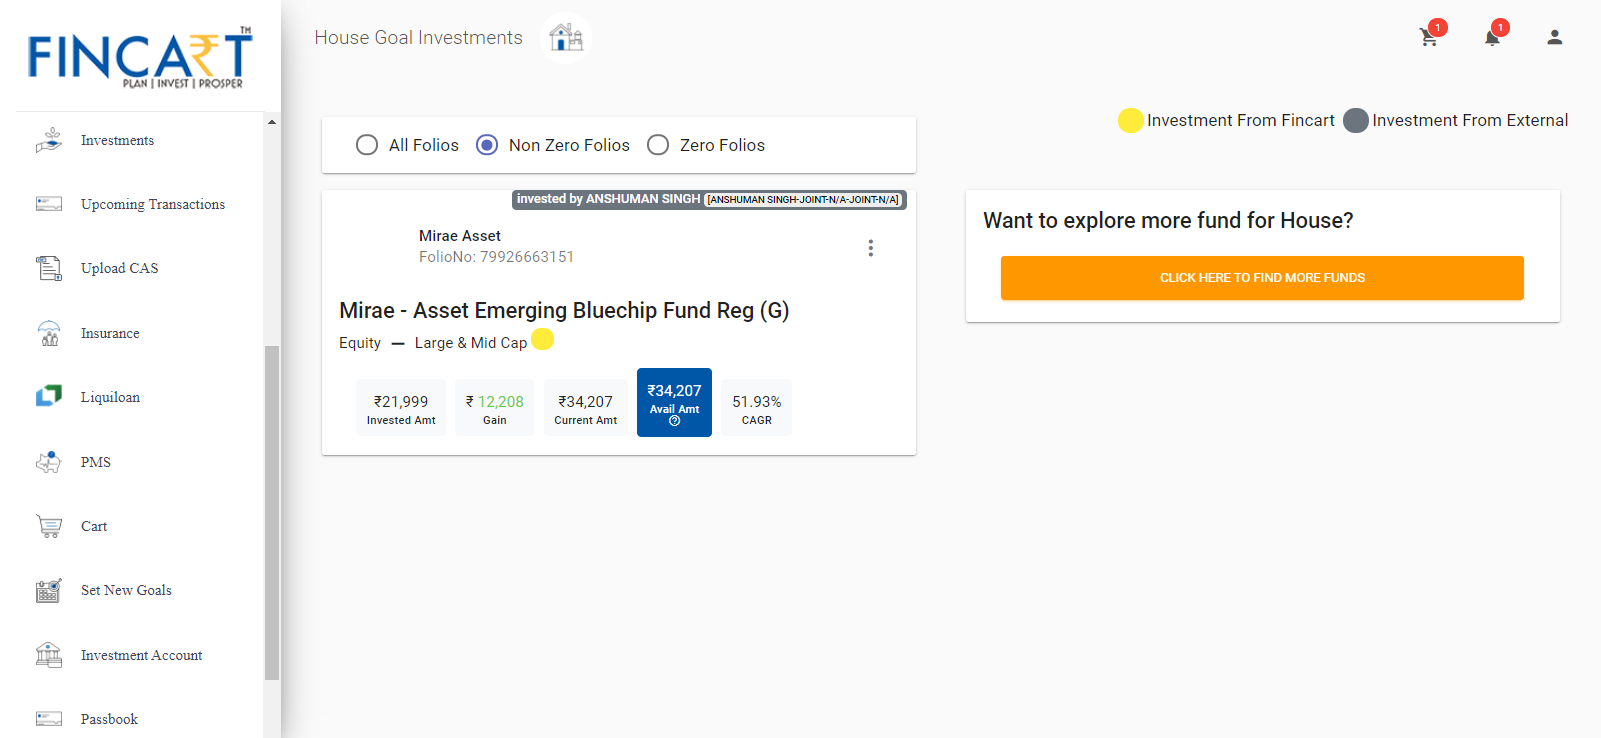 FINCART™
PLAN | INVEST | PROSPER
Investments
Upcoming Transactions
Upload CAS
Insurance
Liquiloan
PMS
Cart
Set New Goals
Investment Account
Passbook
House Goal Investments
1
1
Investment From Fincart
Investment From External
All Folios
Non Zero Folios
Zero Folios
invested by ANSHUMAN SINGH [ANSHUMAN SINGH-JOINT-N/A-JOINT-N/A]
Mirae Asset
FolioNo: 79926663151
Mirae - Asset Emerging Bluechip Fund Reg (G)
Equity — Large & Mid Cap
₹21,999
Invested Amt
₹ 12,208
Gain
₹34,207
Current Amt
₹34,207
Avail Amt
51.93%
CAGR
Want to explore more fund for House?
CLICK HERE TO FIND MORE FUNDS